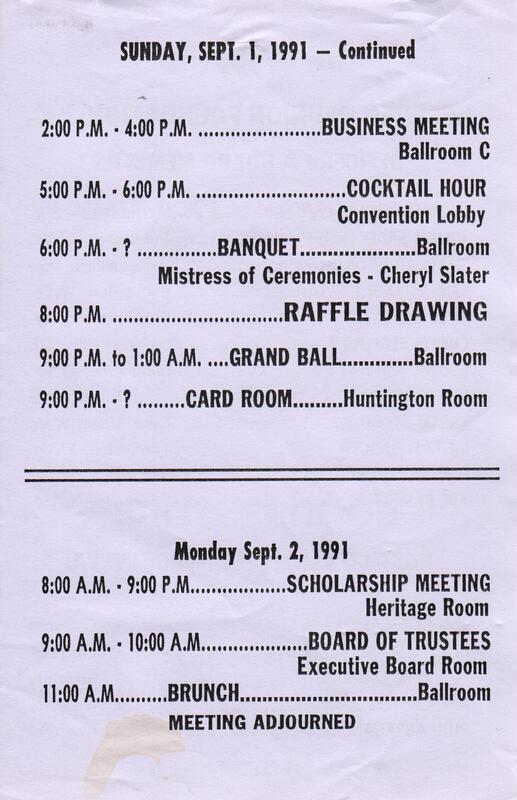 SUNDAY, SEPT. 1, 1991 – Continued
2:00 P.M. - 4:00 P.M. ......................BUSINESS MEETING
Ballroom C
5:00 P.M. - 6:00 P.M. ...........................COCKTAIL HOUR
Convention Lobby
6:00 P.M. - ? ..............BANQUET.....................Ballroom
Mistress of Ceremonies - Cheryl Slater
8:00 P.M. ..............................RAFFLE DRAWING
9:00 P.M. to 1:00 A.M. ....GRAND BALL.............Ballroom
9:00 P.M. - ? .........CARD ROOM.........Huntington Room
Monday Sept. 2, 1991
8:00 A.M. - 9:00 P.M.................SCHOLARSHIP MEETING
Heritage Room
9:00 A.M. - 10:00 A.M...................BOARD OF TRUSTEES
Executive Board Room
11:00 A.M..........BRUNCH................................Ballroom
MEETING ADJOURNED